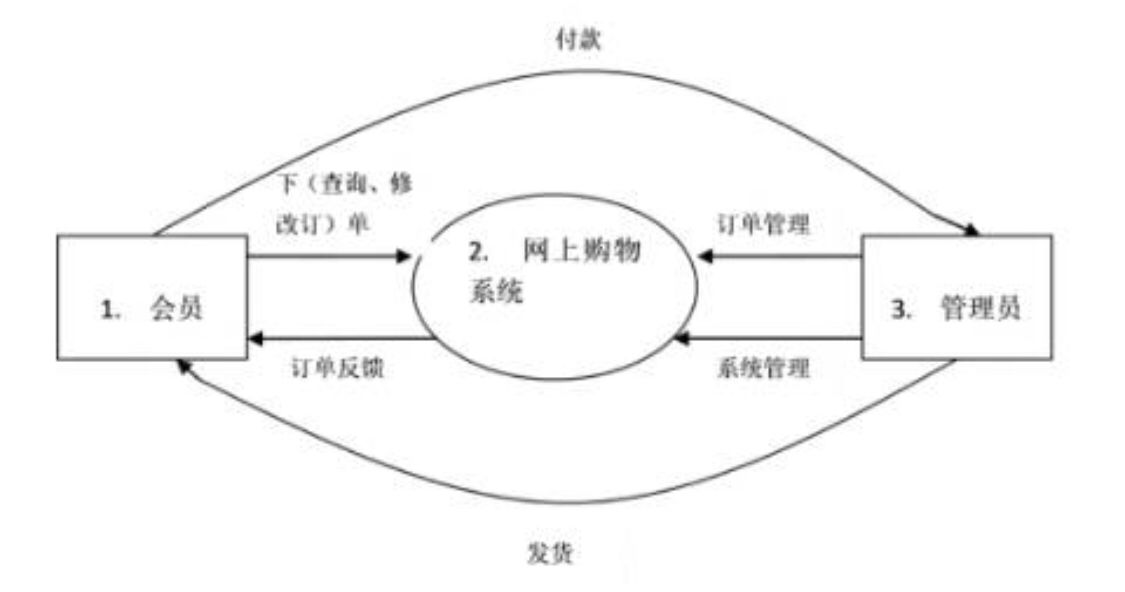 付款
下（查询、修
改订）单
订单管理
2. 网上购物
系统
1. 会员
3. 管理员
订单反馈
系统管理
发货